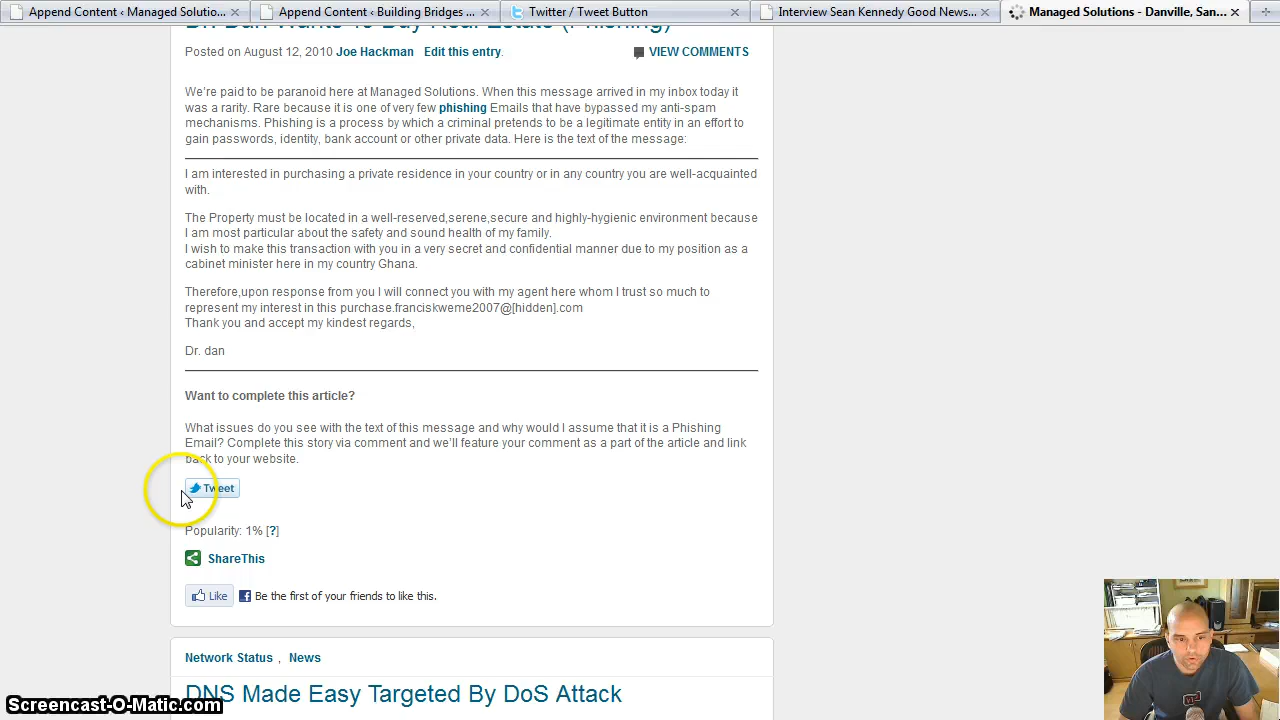 Append Content ‹ Managed Solutio...
Append Content ‹ Building Bridges ...
Twitter / Tweet Button
Interview Sean Kennedy Good News...
Managed Solutions - Danville, San
Dr. Dan Wants To Buy Real Estate (Phishing)
Posted on August 12, 2010 Joe Hackman Edit this entry.
VIEW COMMENTS
We're paid to be paranoid here at Managed Solutions. When this message arrived in my inbox today it
was a rarity. Rare because it is one of very few phishing Emails that have bypassed my anti-spam
mechanisms. Phishing is a process by which a criminal pretends to be a legitimate entity in an effort to
gain passwords, identity, bank account or other private data. Here is the text of the message:
I am interested in purchasing a private residence in your country or in any country you are well-acquainted
with.
The Property must be located in a well-reserved,serene,secure and highly-hygienic environment because
I am most particular about the safety and sound health of my family.
I wish to make this transaction with you in a very secret and confidential manner due to my position as a
cabinet minister here in my country Ghana.
Therefore,upon response from you I will connect you with my agent here whom I trust so much to
represent my interest in this purchase.franciskweme2007@[hidden].com
Thank you and accept my kindest regards,
Dr. dan
Want to complete this article?
What issues do you see with the text of this message and why would I assume that it is a Phishing
Email? Complete this story via comment and we'll feature your comment as a part of the article and link
back to your website.
Tweet
Popularity: 1% [?]
ShareThis
Like
Be the first of your friends to like this.
Network Status , News
DNS Made Easy Targeted By DoS Attack
Screencast-O-Matic.com